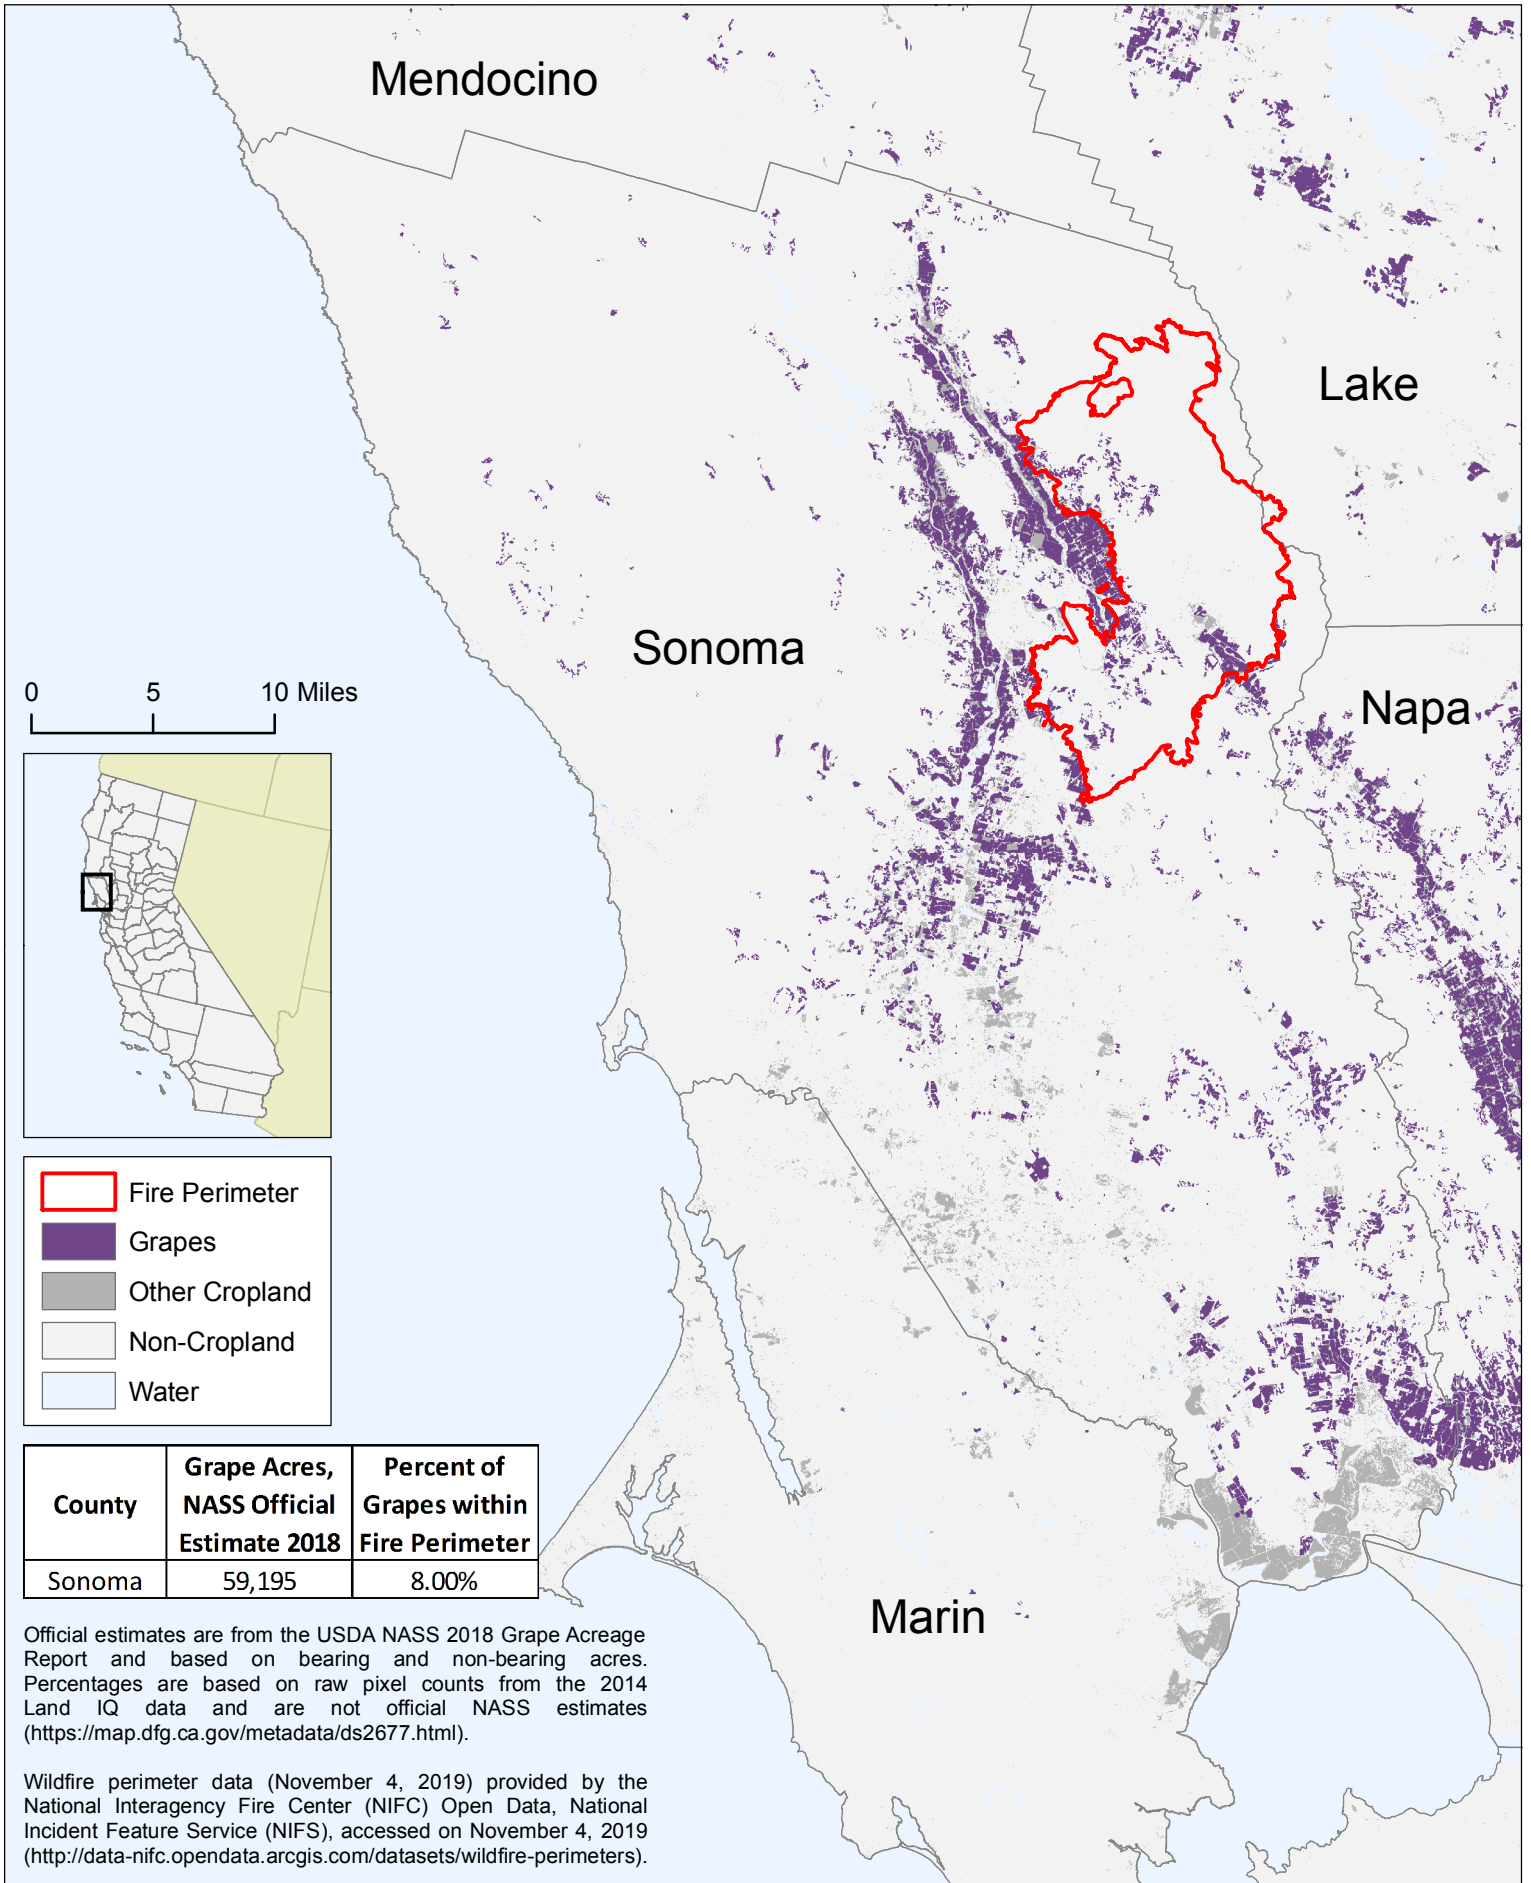 Mendocino
Lake
Sonoma
Napa
0 5 10 Miles
Fire Perimeter
Grapes
Other Cropland
Non-Cropland
Water
County
Grape Acres,
NASS Official
Estimate 2018
Percent of
Grapes within
Fire Perimeter
Sonoma 59,195 8.00%
Marin
Official estimates are from the USDA NASS 2018 Grape Acreage
Report and based on bearing and non-bearing acres.
Percentages are based on raw pixel counts from the 2014
Land IQ data and are not official NASS estimates
(https://map.dfg.ca.gov/metadata/ds2677.html).
Wildfire perimeter data (November 4, 2019) provided by the
National Interagency Fire Center (NIFC) Open Data, National
Incident Feature Service (NIFS), accessed on November 4, 2019
(http://data-nifc.opendata.arcgis.com/datasets/wildfire-perimeters).